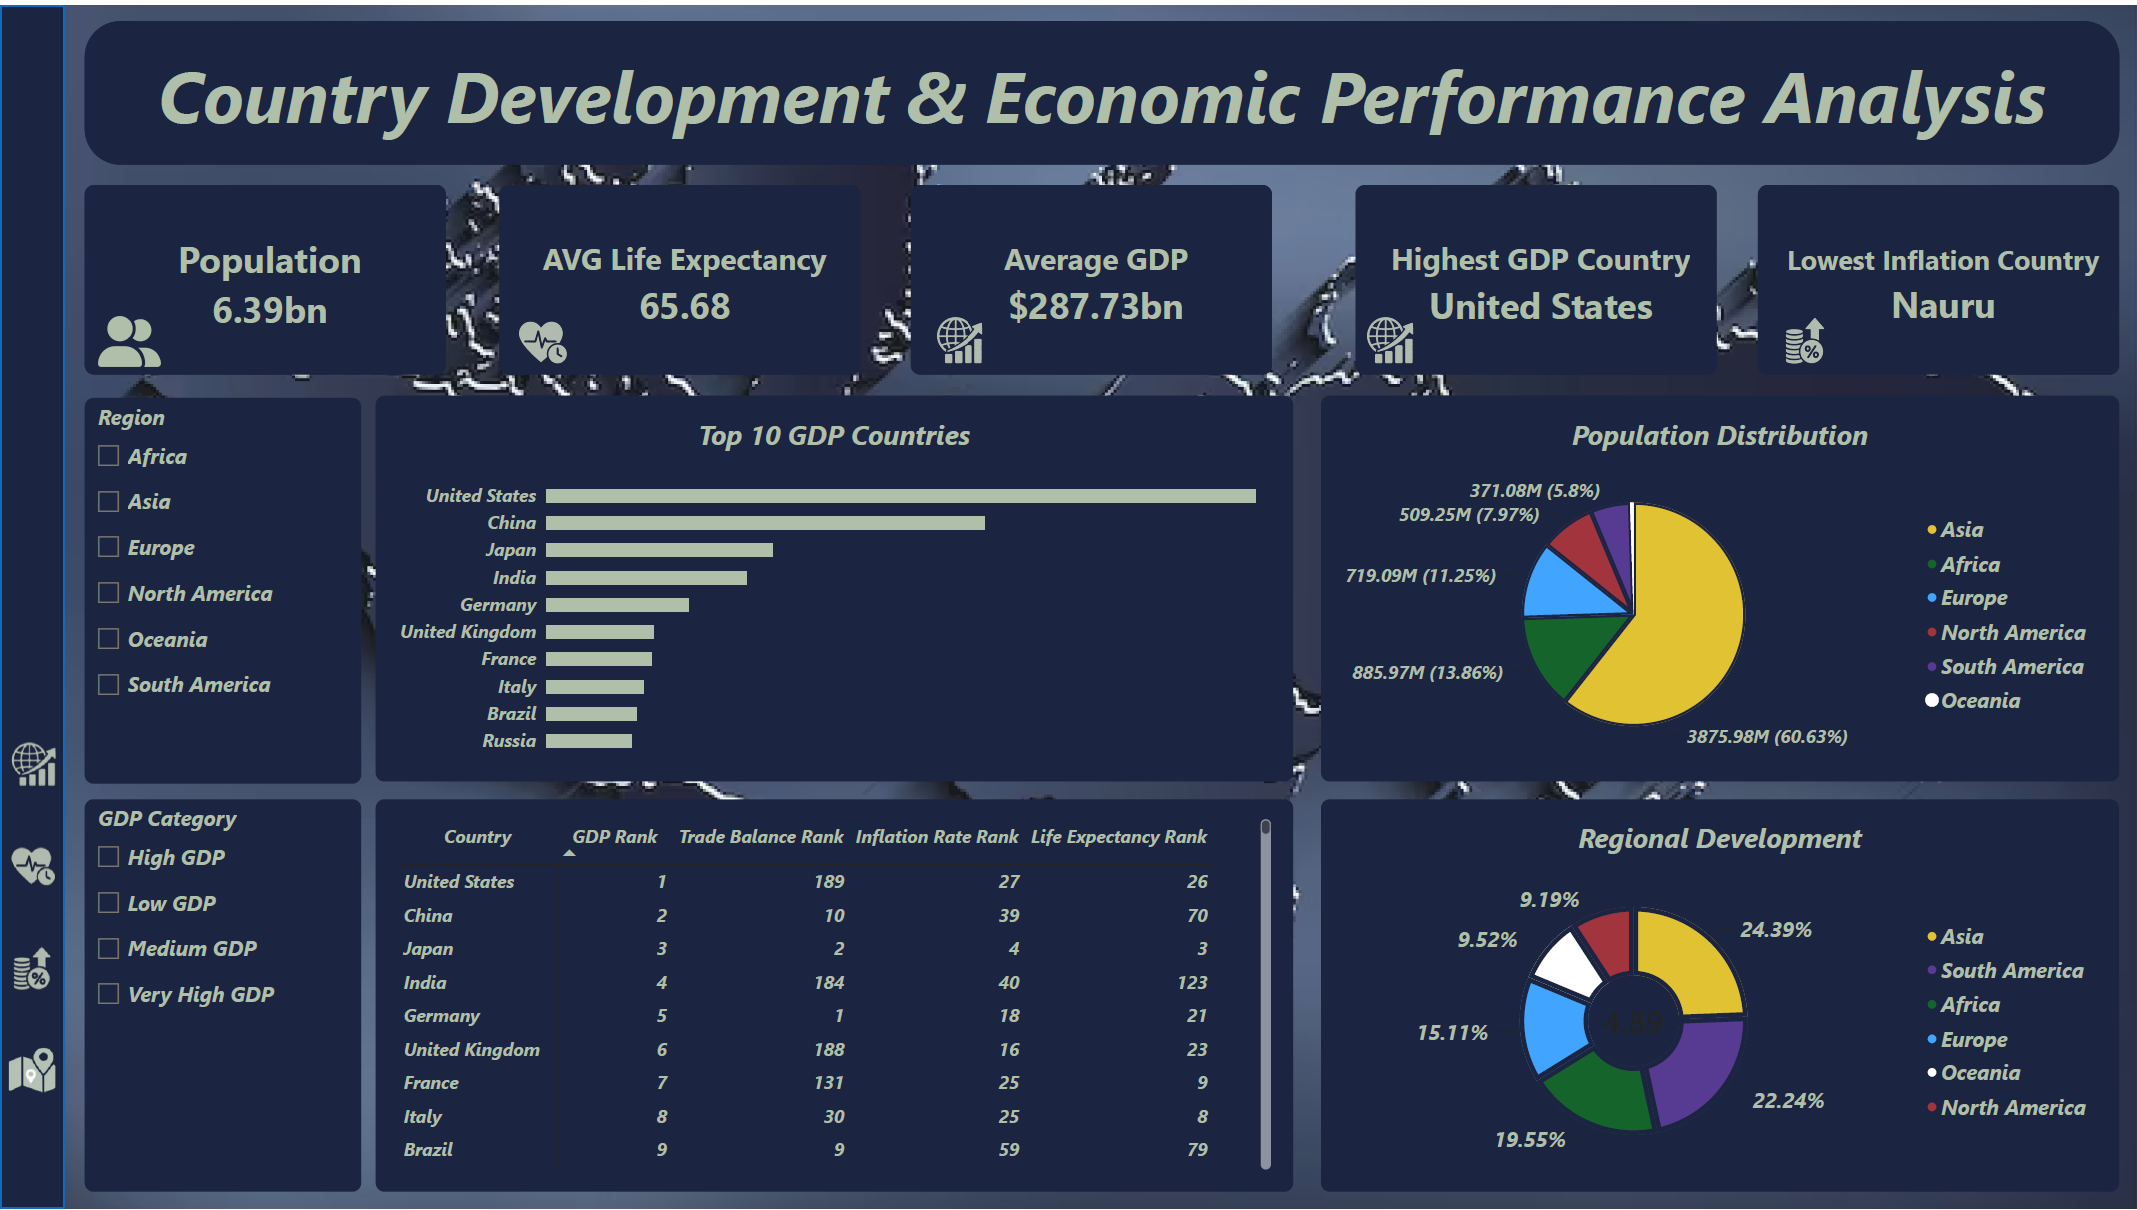 Country Development & Economic Performance Analysis
Population
6.39bn
AVG Life Expectancy
65.68
Average GDP
$287.73bn
Highest GDP Country
United States
Lowest Inflation Country
Nauru
Region
Africa
Asia
Europe
North America
Oceania
South America
Top 10 GDP Countries
United States
China
Japan
India
Germany
United Kingdom
France
Italy
Brazil
Russia
Population Distribution
371.08M (5.8%)
509.25M (7.97%)
719.09M (11.25%)
885.97M (13.86%)
3875.98M (60.63%)
Asia
Africa
Europe
North America
South America
Oceania
GDP Category
High GDP
Low GDP
Medium GDP
Very High GDP
Country GDP Rank Trade Balance Rank Inflation Rate Rank Life Expectancy Rank
United States 1 189 27 26
China 2 10 39 70
Japan 3 2 4 3
India 4 184 40 123
Germany 5 1 18 21
United Kingdom 6 188 16 23
France 7 131 25 9
Italy 8 30 25 8
Brazil 9 9 59 79
Regional Development
9.19%
24.39%
9.52%
15.11%
22.24%
19.55%
Asia
South America
Africa
Europe
Oceania
North America